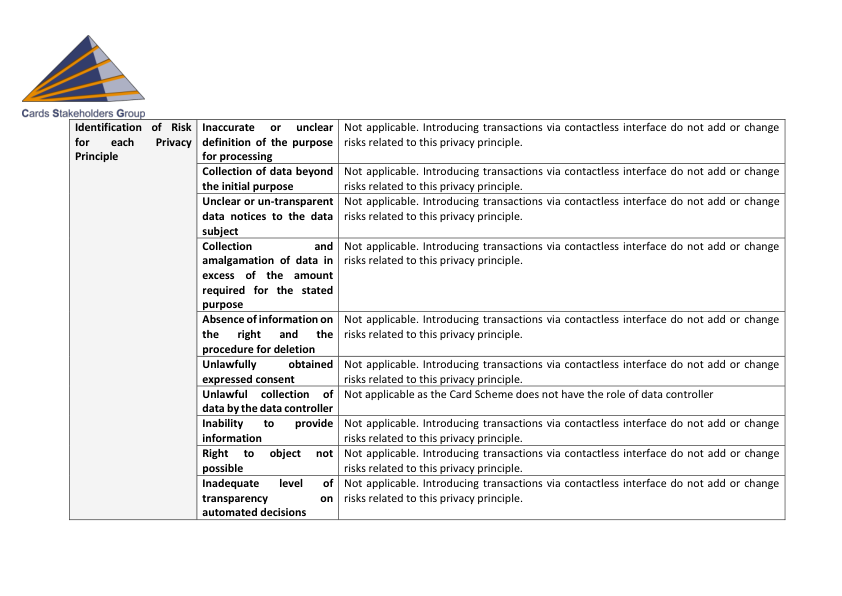 Cards Stakeholders Group
Identification of Risk
for each Privacy
Principle
Inaccurate or unclear
definition of the purpose
for processing
Not applicable. Introducing transactions via contactless interface do not add or change
risks related to this privacy principle.
Collection of data beyond
the initial purpose
Not applicable. Introducing transactions via contactless interface do not add or change
risks related to this privacy principle.
Unclear or un-transparent
data notices to the data
subject
Not applicable. Introducing transactions via contactless interface do not add or change
risks related to this privacy principle.
Collection and
amalgamation of data in
excess of the amount
required for the stated
purpose
Not applicable. Introducing transactions via contactless interface do not add or change
risks related to this privacy principle.
Absence of information on
the right and the
procedure for deletion
Not applicable. Introducing transactions via contactless interface do not add or change
risks related to this privacy principle.
Unlawfully obtained
expressed consent
Not applicable. Introducing transactions via contactless interface do not add or change
risks related to this privacy principle.
Unlawful collection of
data by the data controller
Not applicable as the Card Scheme does not have the role of data controller
Inability to provide
information
Not applicable. Introducing transactions via contactless interface do not add or change
risks related to this privacy principle.
Right to object not
possible
Not applicable. Introducing transactions via contactless interface do not add or change
risks related to this privacy principle.
Inadequate level of
transparency on
automated decisions
Not applicable. Introducing transactions via contactless interface do not add or change
risks related to this privacy principle.